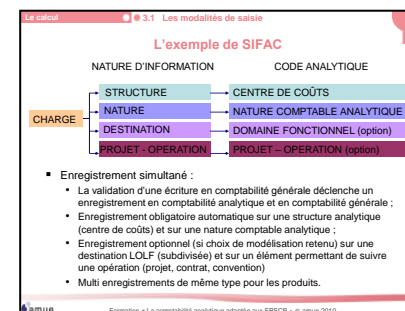 Le calcul
3.1 Les modalités de saisie
L'exemple de SIFAC
NATURE D'INFORMATION
CODE ANALYTIQUE
CHARGE
STRUCTURE
CENTRE DE COÛTS
NATURE
NATURE COMPTABLE ANALYTIQUE
DESTINATION
DOMAINE FONCTIONNEL (option)
PROJET - OPERATION
PROJET – OPERATION (option)
Enregistrement simultané :
• La validation d'une écriture en comptabilité générale déclenche un
enregistrement en comptabilité analytique et en comptabilité générale ;
• Enregistrement obligatoire automatique sur une structure analytique
(centre de coûts) et sur une nature comptable analytique ;
• Enregistrement optionnel (si choix de modélisation retenu) sur une
destination LOLF (subdivisée) et sur un élément permettant de suivre
une opération (projet, contrat, convention)
• Multi enregistrements de même type pour les produits.
amue
Formation « La comptabilité analytique adaptée aux EPSCP » © amue 2010